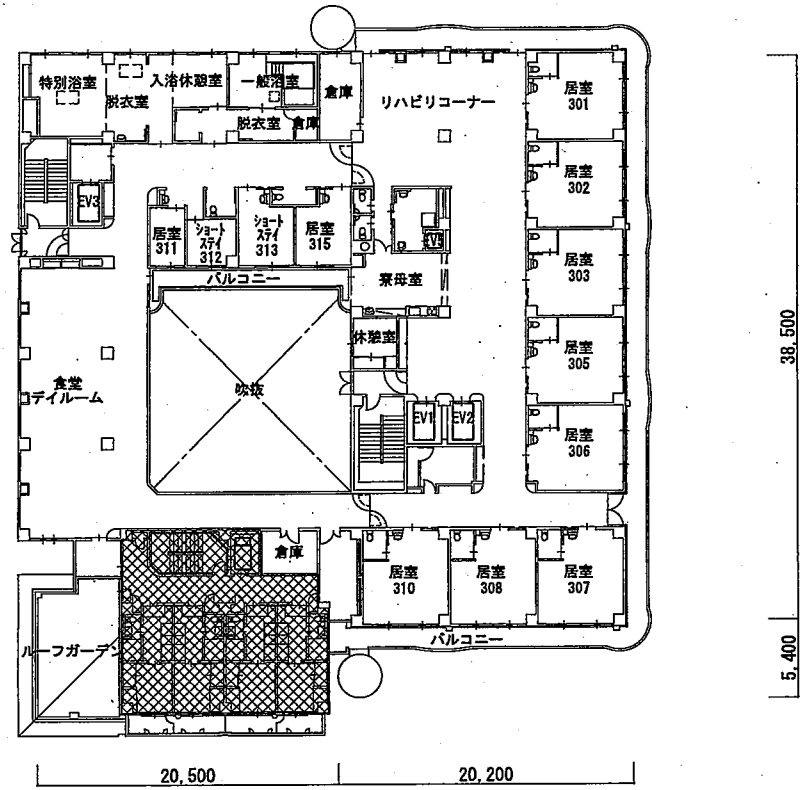 特別浴室
脱衣室
入浴休憩室
一般浴室
倉庫
脱衣室
倉庫
リハビリコーナー
居室
301
居室
302
EV3
居室
311
ショート
ステイ
312
ショート
ステイ
313
居室
315
EV5
居室
303
バルコニー
寮母室
休憩室
居室
305
38,500
食堂
デイルーム
吹抜
EV1
EV2
居室
306
倉庫
居室
310
居室
308
居室
307
ルーフガーデン
バルコニー
5,400
20,500
20,200